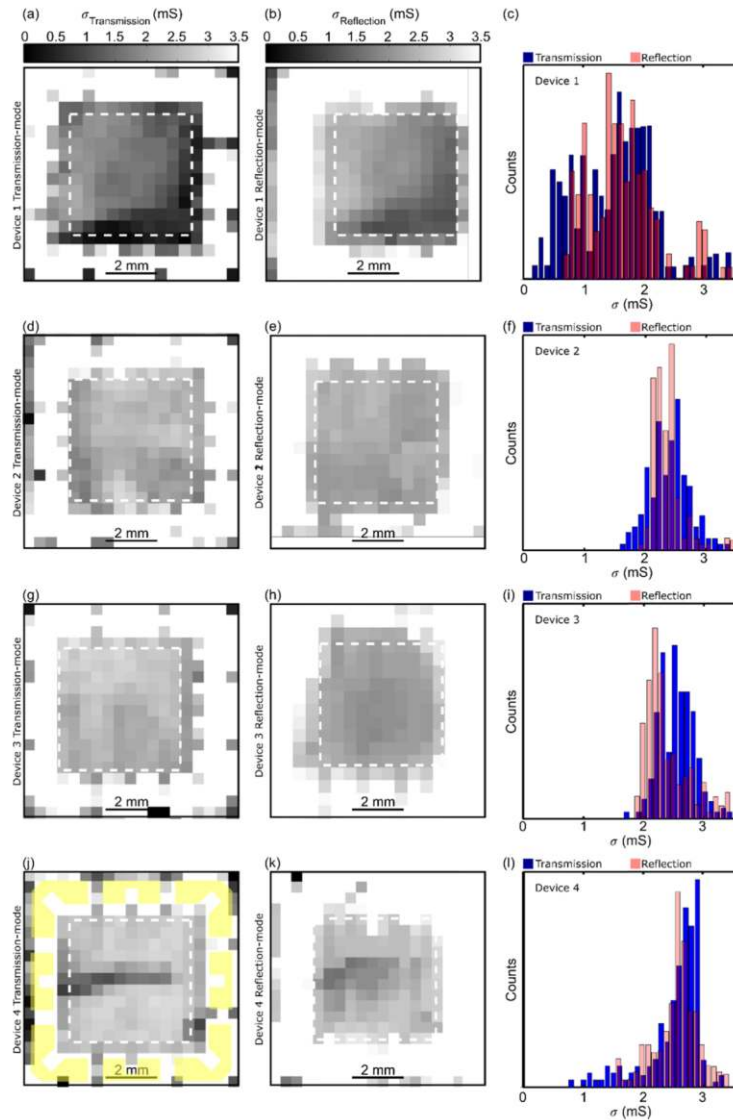 (a) σTransmission (mS)
0 0.5 1 1.5 2 2.5 3 3.5
Device 1 Transmission-mode
2 mm
(b) σReflection (mS)
0 0.5 1 1.5 2 2.5 3 3.5
Device 1 Reflection-mode
2 mm
(c)
Transmission Reflection
Device 1
Counts
0 1 2 3
σ (mS)
(d)
Device 2 Transmission-mode
2 mm
(e)
Device 2 Reflection-mode
2 mm
(f)
Transmission Reflection
Device 2
Counts
0 1 2 3
σ (mS)
(g)
Device 3 Transmission-mode
2 mm
(h)
Device 3 Reflection-mode
2 mm
(i)
Transmission Reflection
Device 3
Counts
0 1 2 3
σ (mS)
(j)
Device 4 Transmission-mode
2 mm
(k)
Device 4 Reflection-mode
2 mm
(l)
Transmission Reflection
Device 4
Counts
0 1 2 3
σ (mS)